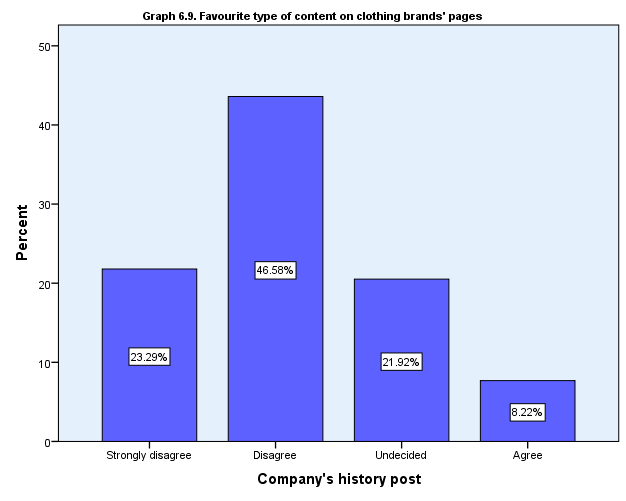 Graph 6.9. Favourite type of content on clothing brands' pages
50
40
30
20
10
0
Percent
23.29%
46.58%
21.92%
8.22%
Strongly disagree
Disagree
Undecided
Agree
Company's history post